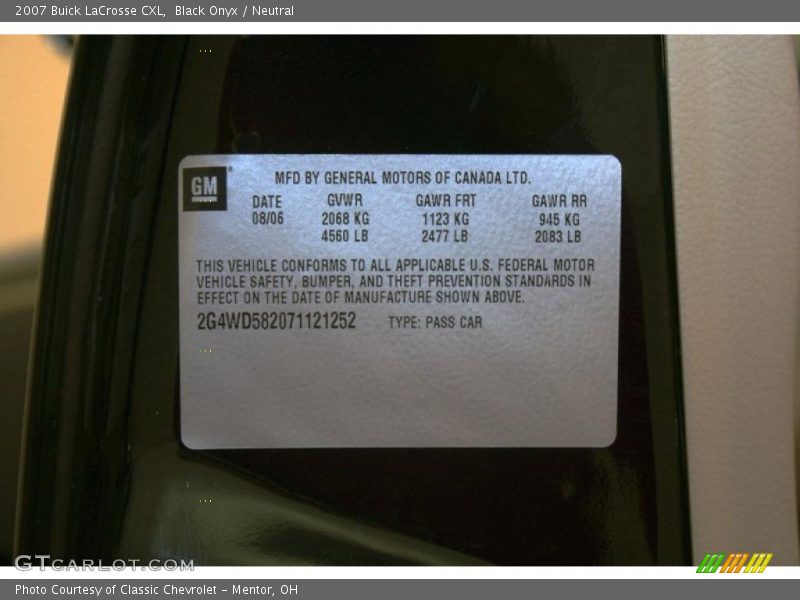 2007 Buick LaCrosse CXL, Black Onyx / Neutral
GM
MFD BY GENERAL MOTORS OF CANADA LTD.
DATE GVWR GAWR FRT GAWR RR
08/06 2068 KG 1123 KG 945 KG
4560 LB 2477 LB 2083 LB
THIS VEHICLE CONFORMS TO ALL APPLICABLE U.S. FEDERAL MOTOR
VEHICLE SAFETY, BUMPER, AND THEFT PREVENTION STANDARDS IN
EFFECT ON THE DATE OF MANUFACTURE SHOWN ABOVE.
2G4WD582071121252 TYPE: PASS CAR
GTCARLOT.COM
Photo Courtesy of Classic Chevrolet - Mentor, OH